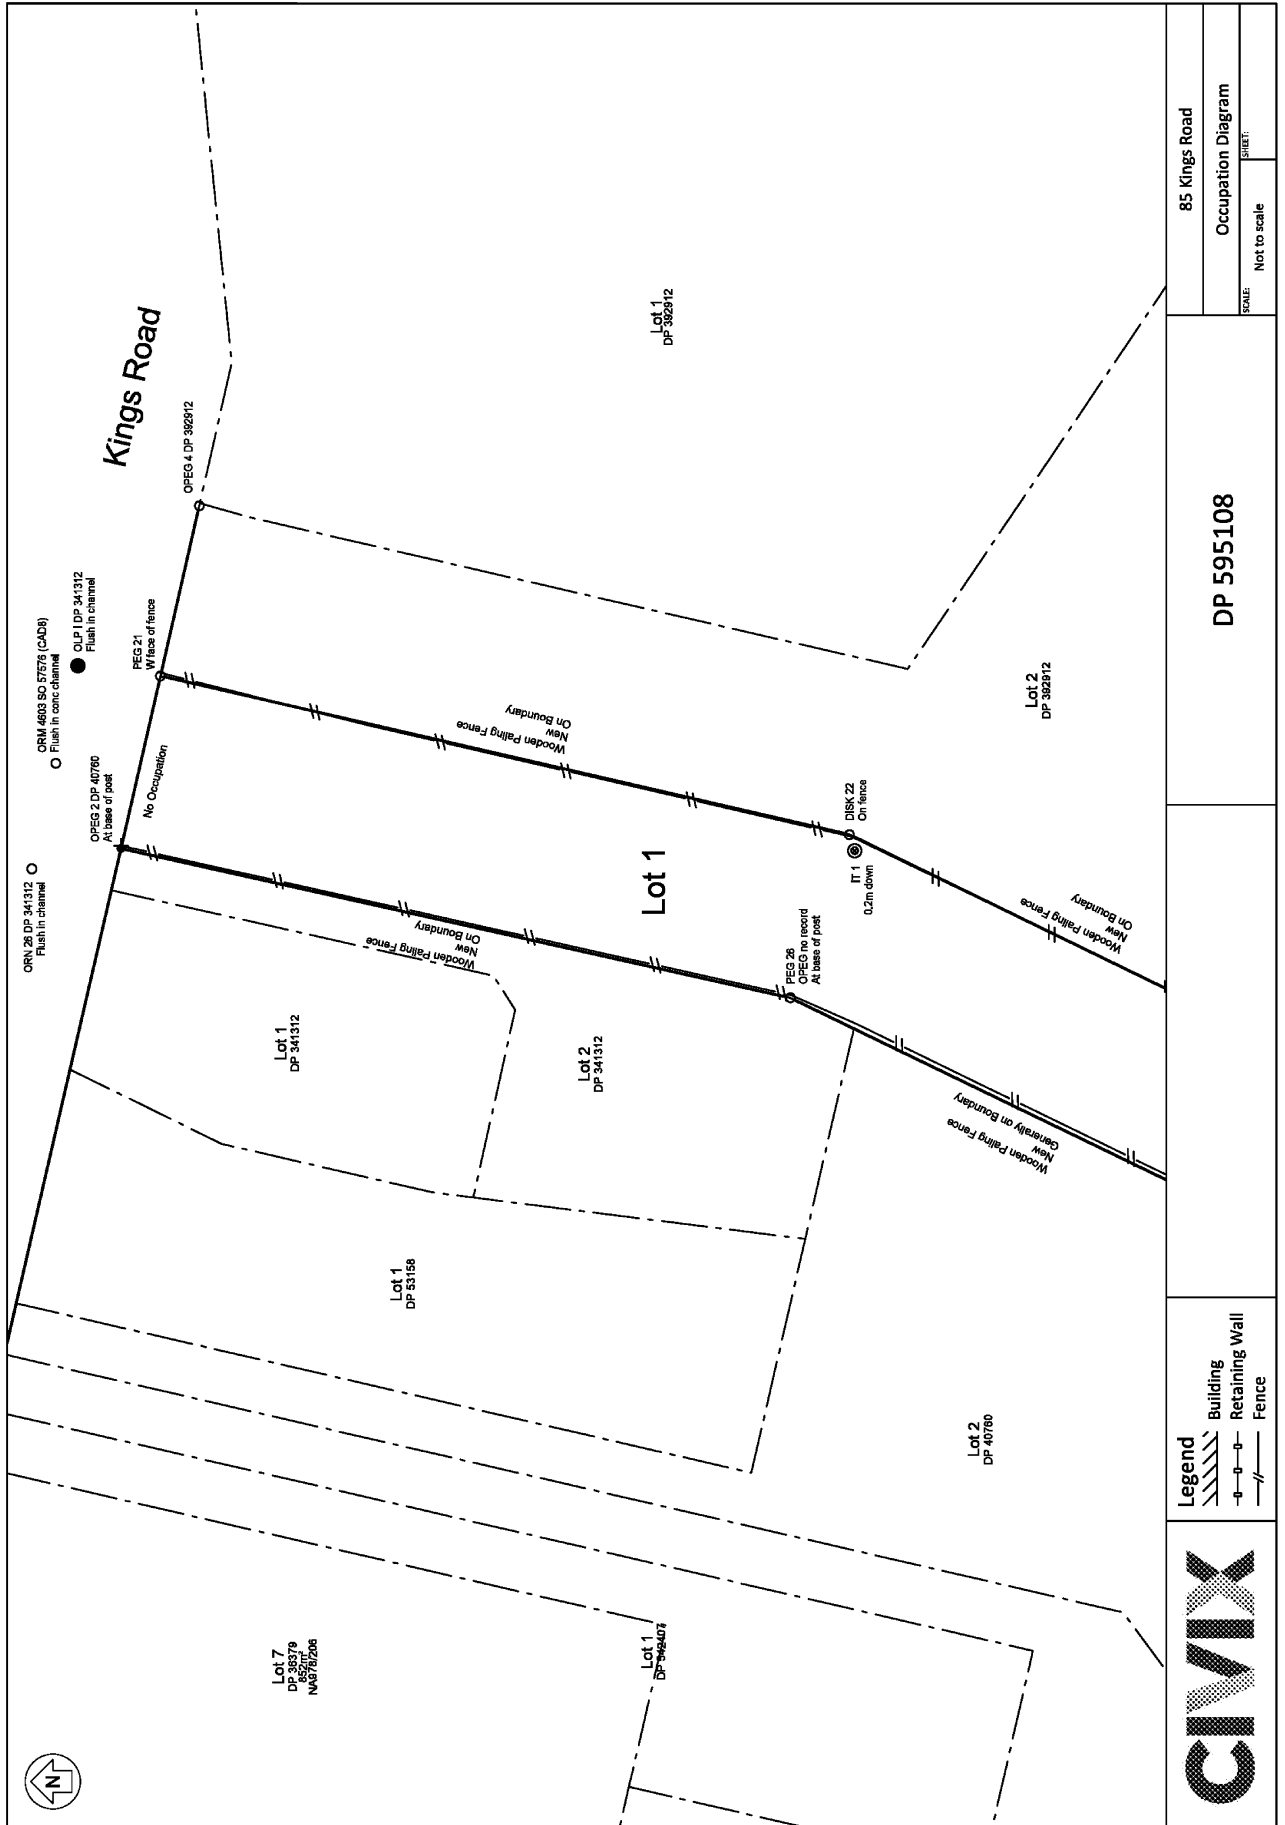 N
Kings Road
ORN 26 DP 341312
Flush in channel
ORM 4603 SO 57576 (CADB)
Flush in conc channel
OLP I DP 341312
Flush in channel
OPEG 2 DP 40760
At base of post
No Occupation
PEG 21
W face of fence
OPEG 4 DP 392912
Wooden Paling Fence
New
On Boundary
Wooden Paling Fence
New
On Boundary
Lot 7
DP 36379
852m²
NA978/206
Lot 1
DP 53158
Lot 1
DP 341312
Lot 2
DP 341312
Lot 1
Lot 1
DP 392912
Lot 1
DP 542407
PEG 26
OPEG no record
At base of post
IT 1
0.2m down
DISK 22
On fence
Lot 2
DP 40760
Wooden Paling Fence
New
Generally on Boundary
Wooden Paling Fence
New
On Boundary
Lot 2
DP 392912
CIVIX
Legend
Building
Retaining Wall
Fence
DP 595108
85 Kings Road
Occupation Diagram
SCALE:
Not to scale
SHEET: